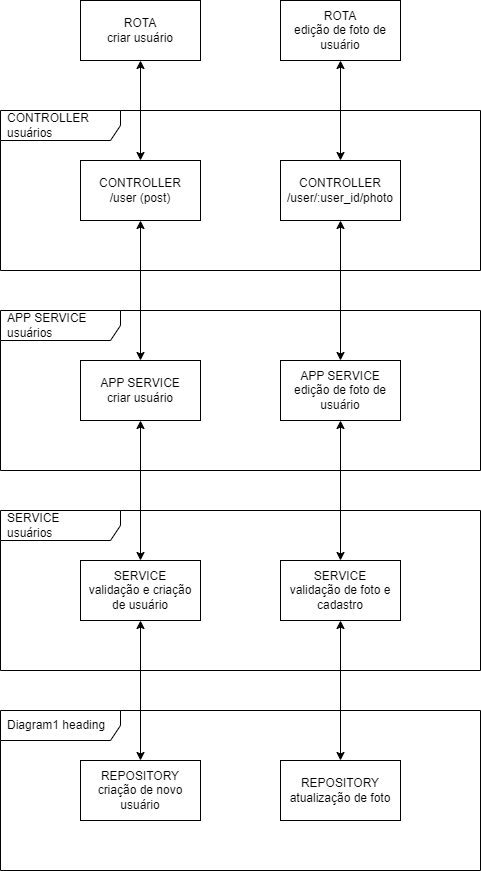 ROTA
criar usuário
ROTA
edição de foto de
usuário
CONTROLLER
usuários
CONTROLLER
/user (post)
CONTROLLER
/user/:user_id/photo
APP SERVICE
usuários
APP SERVICE
criar usuário
APP SERVICE
edição de foto de
usuário
SERVICE
usuários
SERVICE
validação e criação
de usuário
SERVICE
validação de foto e
cadastro
Diagram1 heading
REPOSITORY
criação de novo
usuário
REPOSITORY
atualização de foto